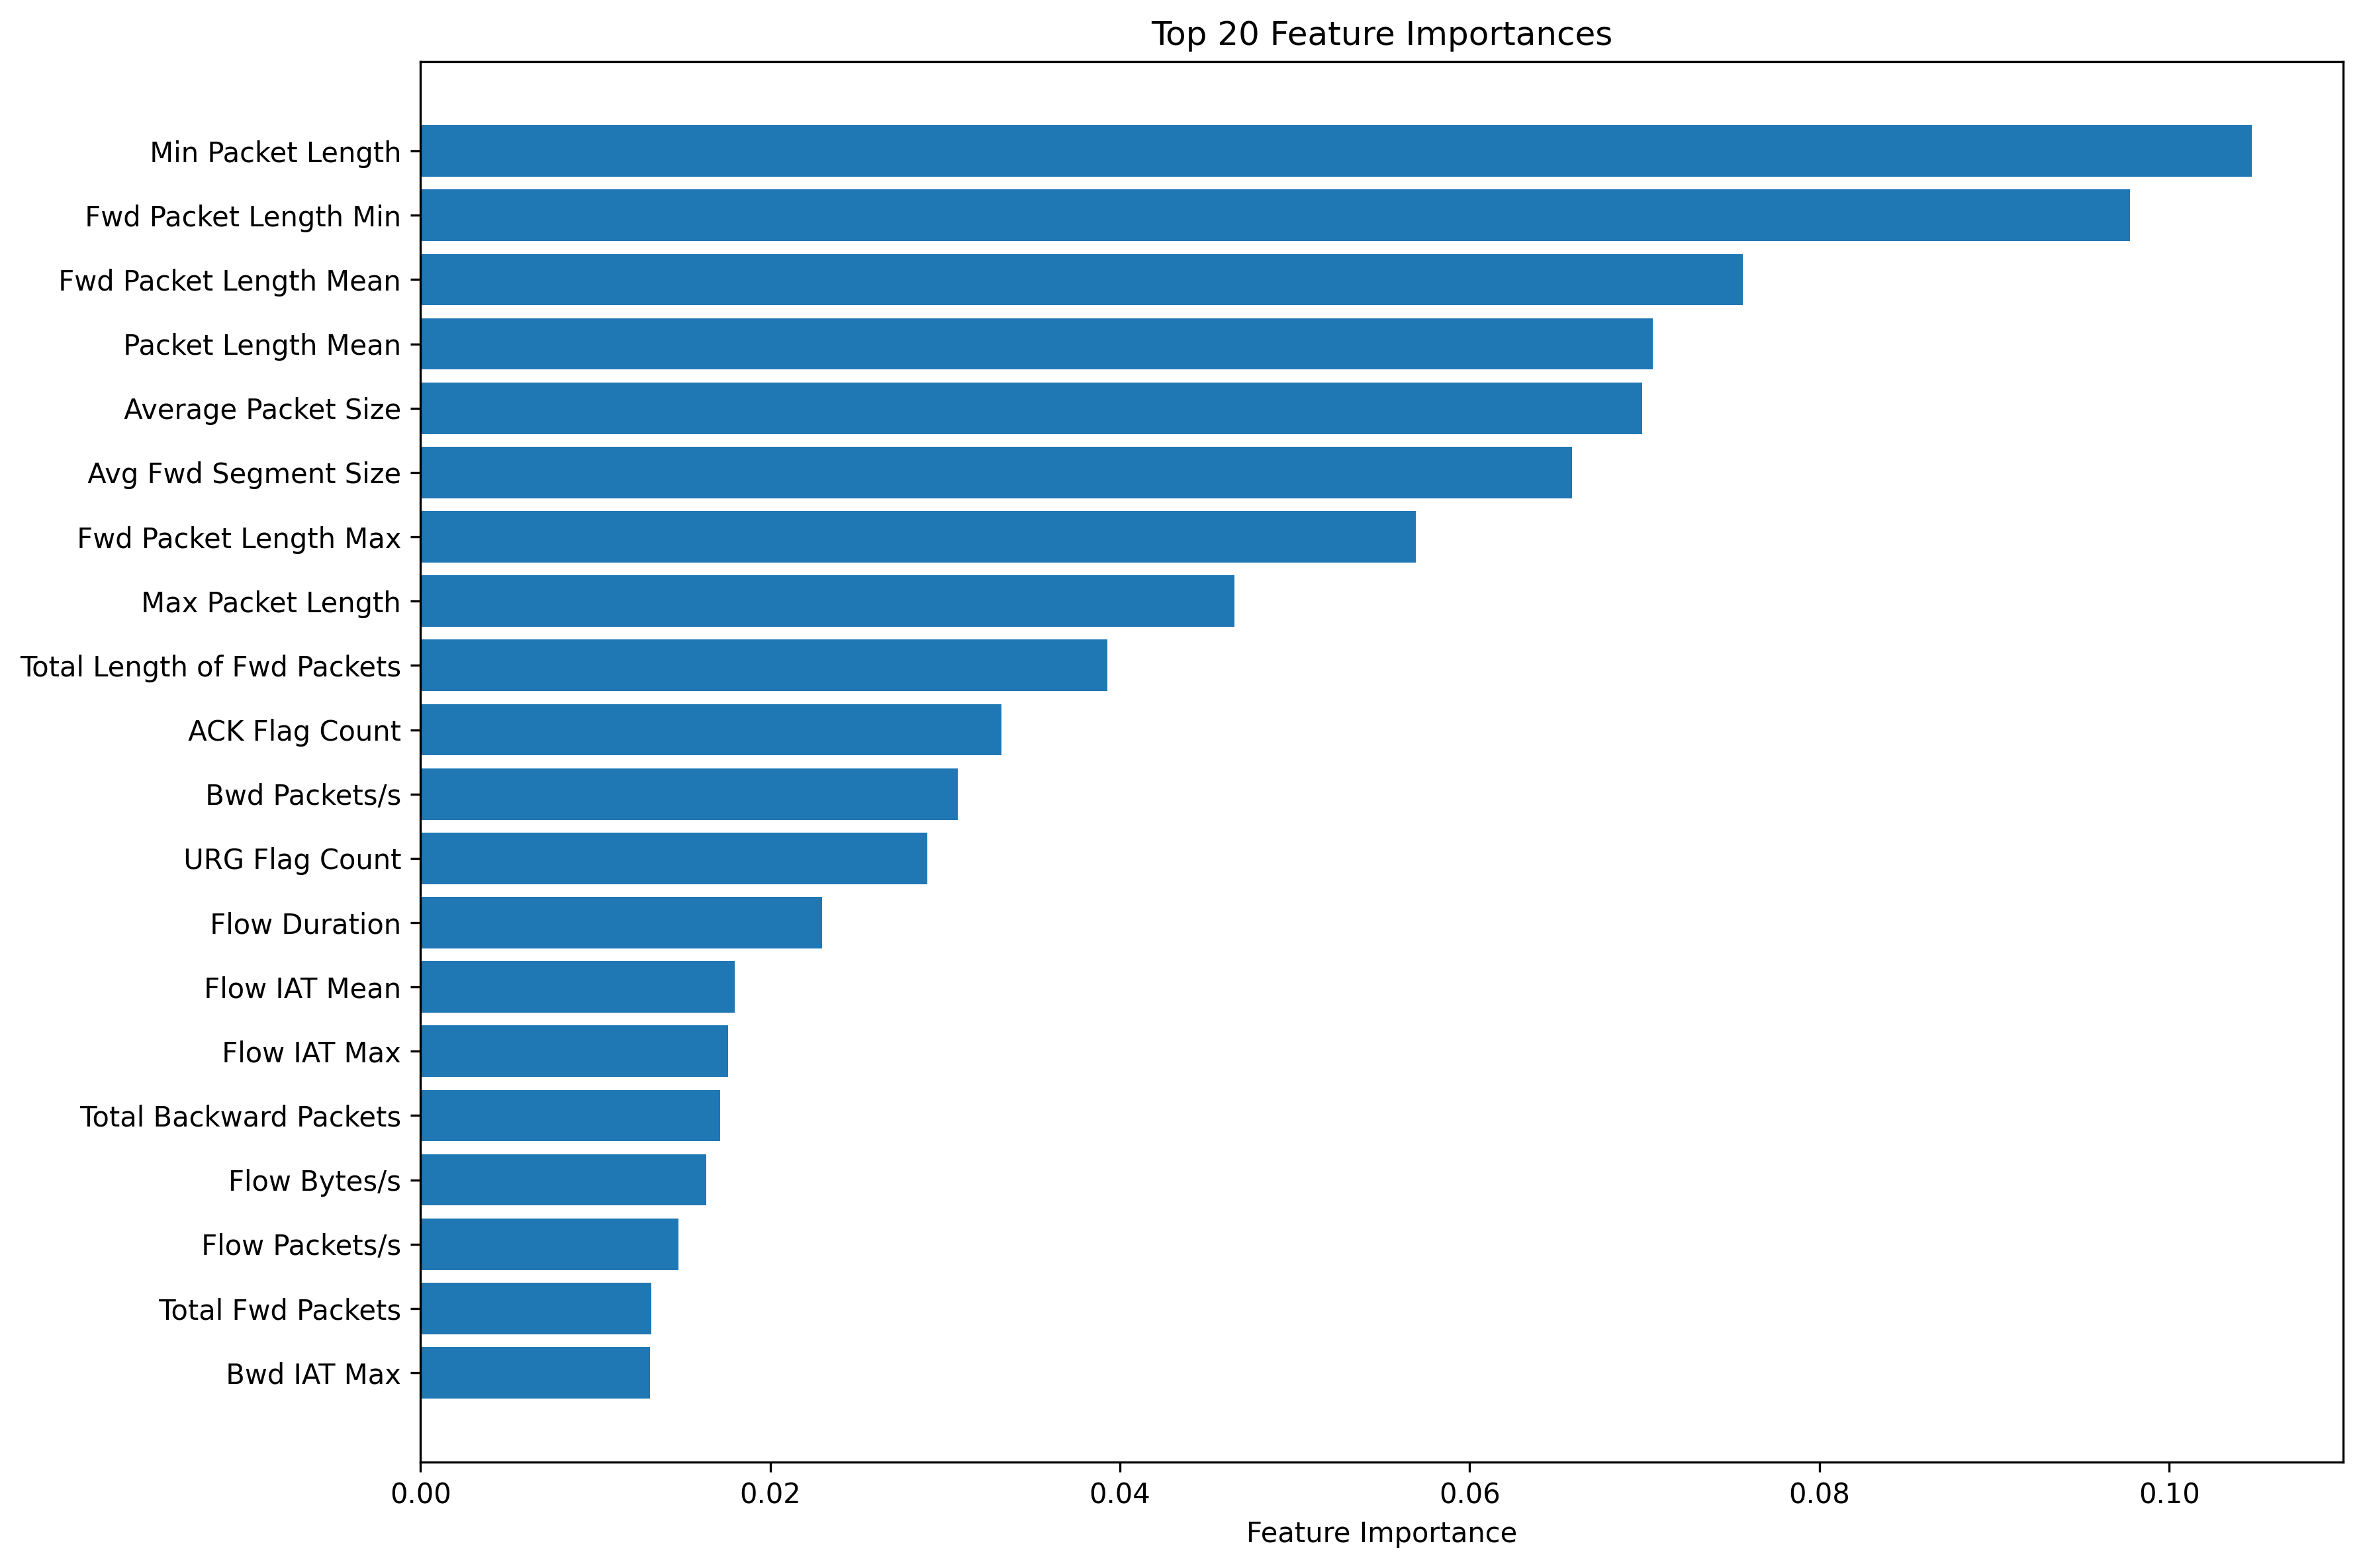 Top 20 Feature Importances
Min Packet Length
Fwd Packet Length Min
Fwd Packet Length Mean
Packet Length Mean
Average Packet Size
Avg Fwd Segment Size
Fwd Packet Length Max
Max Packet Length
Total Length of Fwd Packets
ACK Flag Count
Bwd Packets/s
URG Flag Count
Flow Duration
Flow IAT Mean
Flow IAT Max
Total Backward Packets
Flow Bytes/s
Flow Packets/s
Total Fwd Packets
Bwd IAT Max
0.00 0.02 0.04 0.06 0.08 0.10
Feature Importance